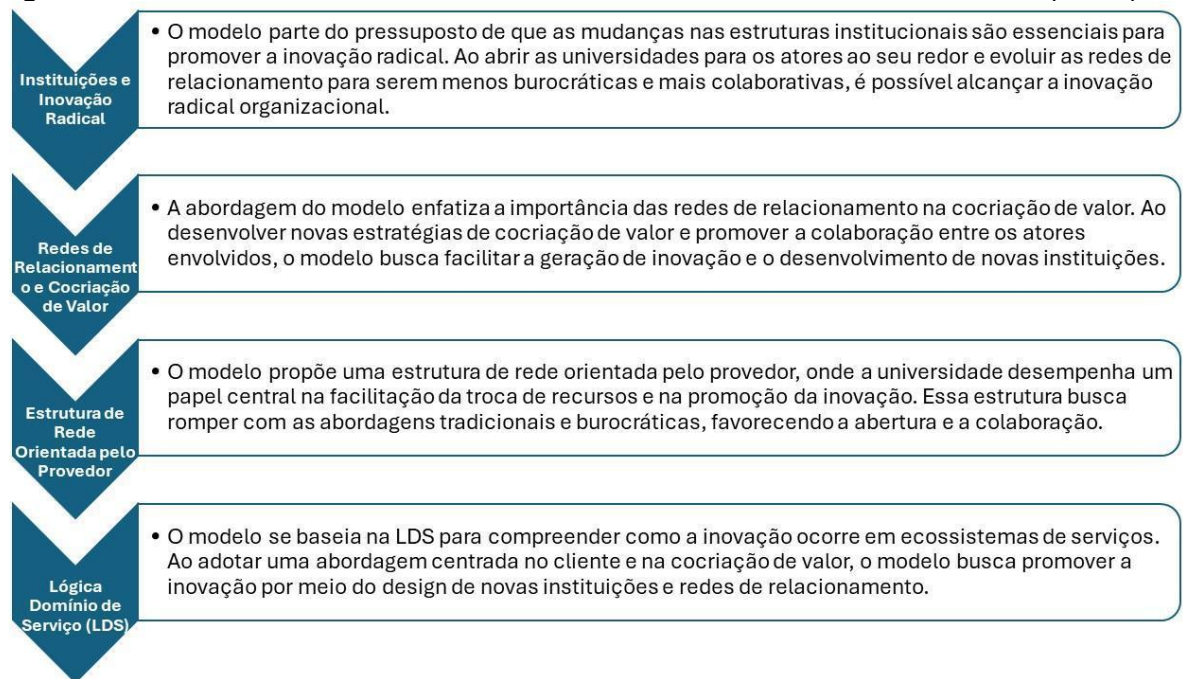 Instituições e
Inovação
Radical
• O modelo parte do pressuposto de que as mudanças nas estruturas institucionais são essenciais para
promover a inovação radical. Ao abrir as universidades para os atores ao seu redor e evoluir as redes de
relacionamento para serem menos burocráticas e mais colaborativas, é possível alcançar a inovação
radical organizacional.
Redes de
Relacionament
o e Cocriação
de Valor
• A abordagem do modelo enfatiza a importância das redes de relacionamento na cocriação de valor. Ao
desenvolver novas estratégias de cocriação de valor e promover a colaboração entre os atores
envolvidos, o modelo busca facilitar a geração de inovação e o desenvolvimento de novas instituições.
Estrutura de
Rede
Orientada pelo
Provedor
• O modelo propõe uma estrutura de rede orientada pelo provedor, onde a universidade desempenha um
papel central na facilitação da troca de recursos e na promoção da inovação. Essa estrutura busca
romper com as abordagens tradicionais e burocráticas, favorecendo a abertura e a colaboração.
Lógica
Domínio de
Serviço (LDS)
• O modelo se baseia na LDS para compreender como a inovação ocorre em ecossistemas de serviços.
Ao adotar uma abordagem centrada no cliente e na cocriação de valor, o modelo busca promover a
inovação por meio do design de novas instituições e redes de relacionamento.